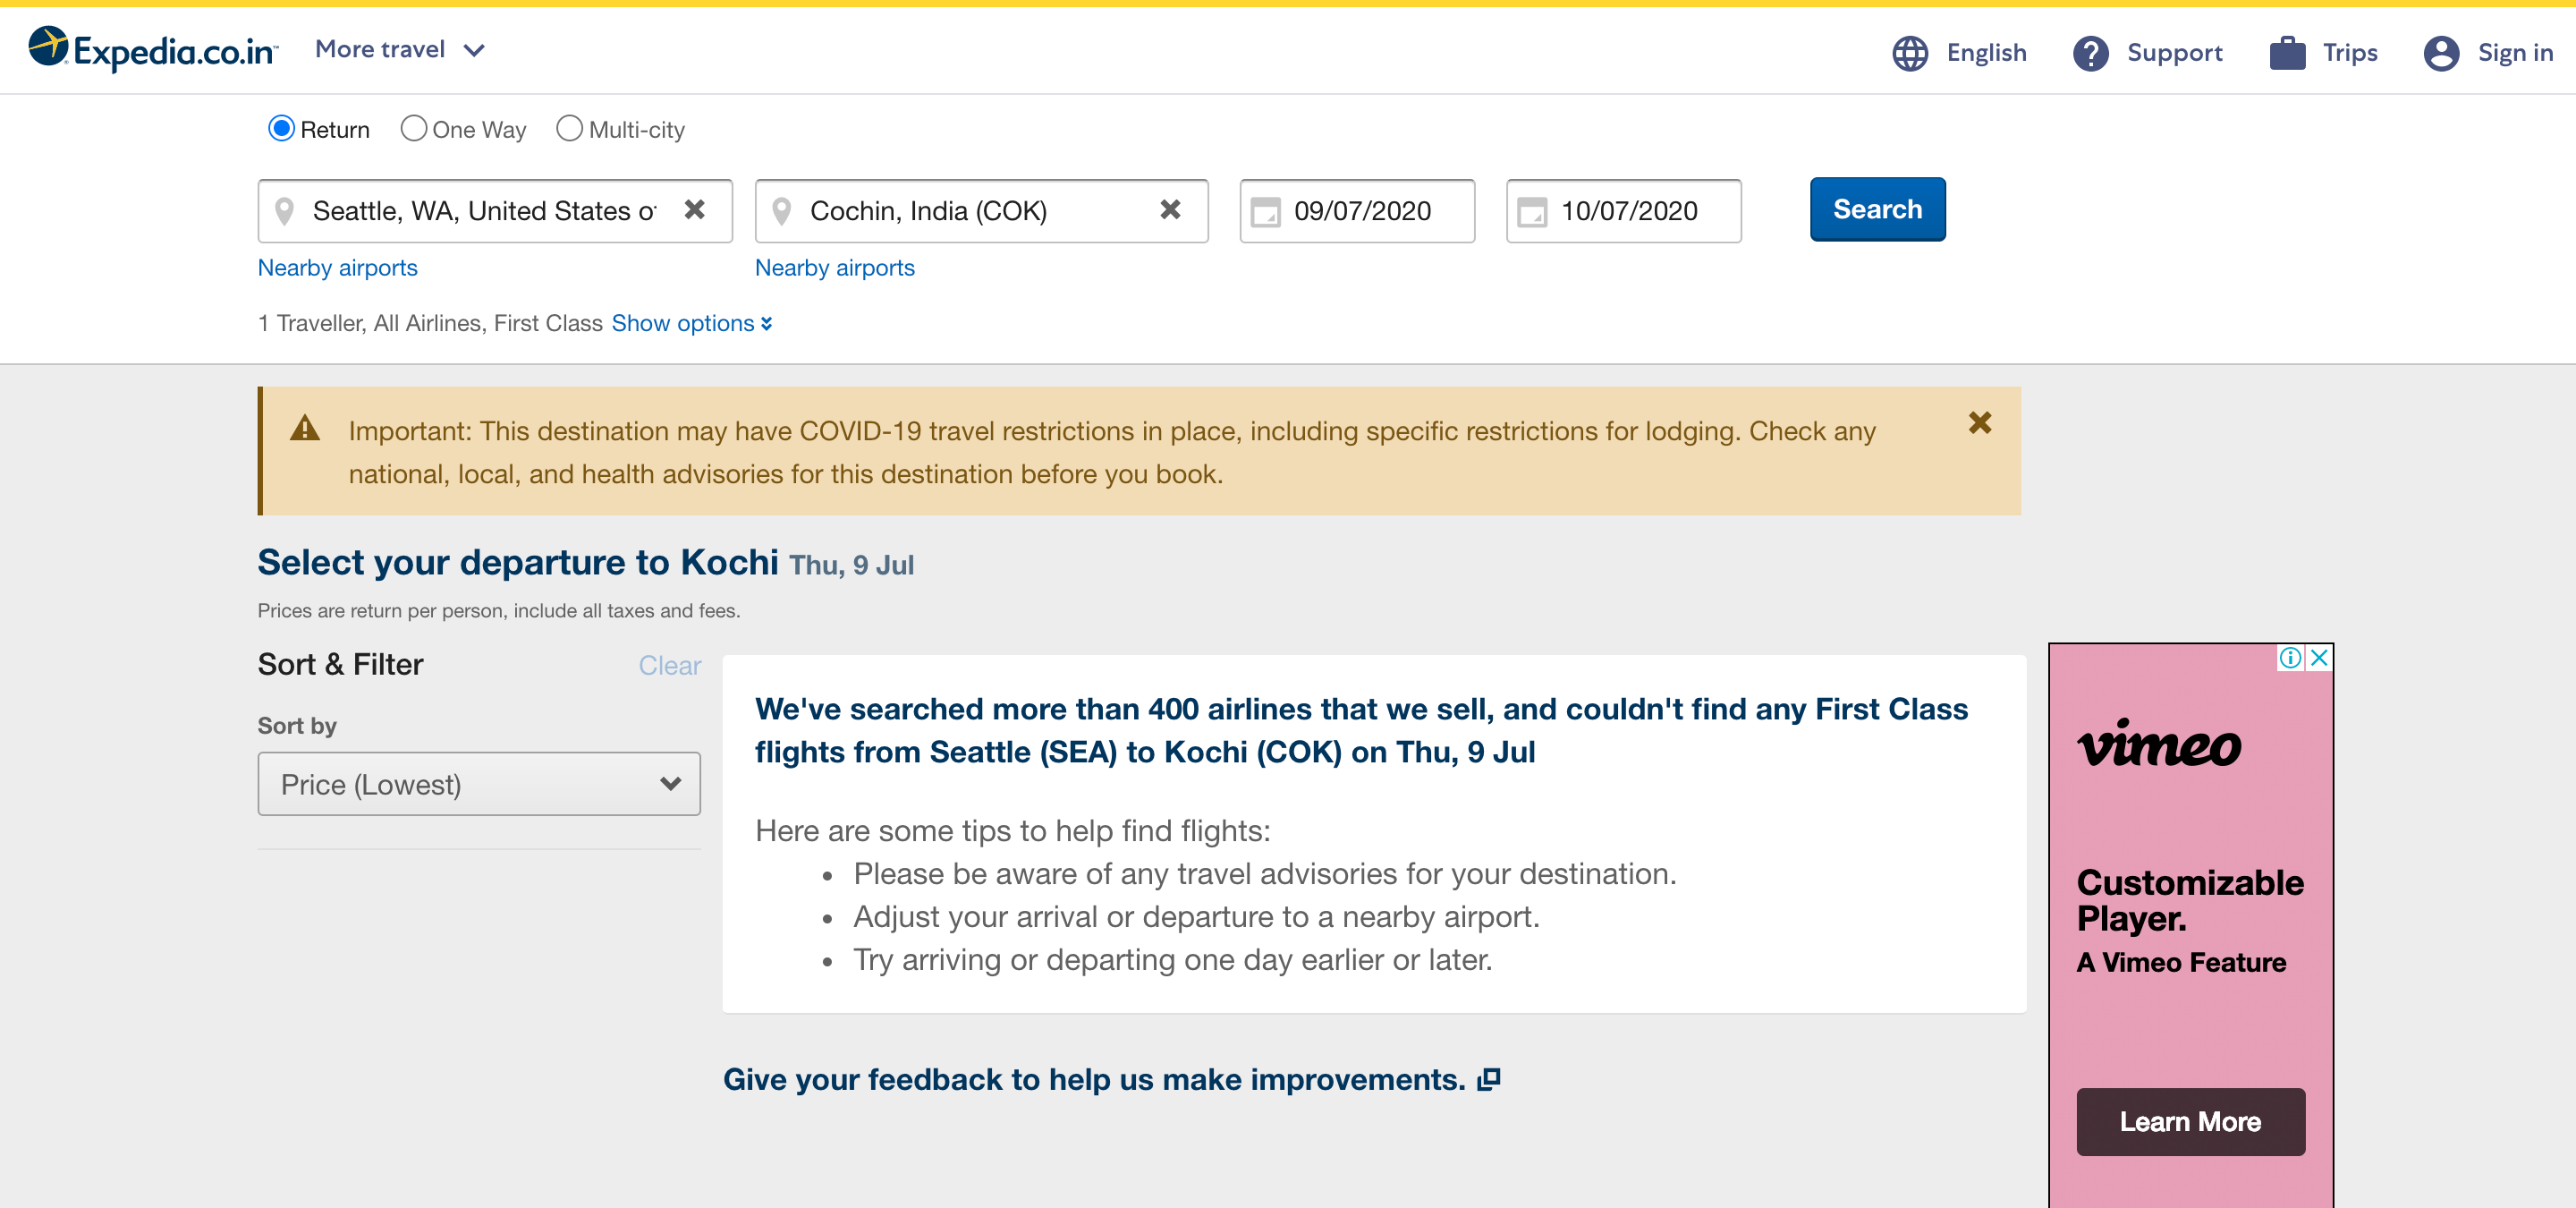 Expedia.co.in
More travel
English
Support
Trips
Sign in
Return
One Way
Multi-city
Seattle, WA, United States
Cochin, India (COK)
09/07/2020
10/07/2020
Search
Nearby airports
Nearby airports
1 Traveller, All Airlines, First Class Show options
Important: This destination may have COVID-19 travel restrictions in place, including specific restrictions for lodging. Check any
national, local, and health advisories for this destination before you book.
Select your departure to Kochi Thu, 9 Jul
Prices are return per person, include all taxes and fees.
Sort & Filter
Clear
Sort by
Price (Lowest)
We've searched more than 400 airlines that we sell, and couldn't find any First Class
flights from Seattle (SEA) to Kochi (COK) on Thu, 9 Jul
Here are some tips to help find flights:
• Please be aware of any travel advisories for your destination.
• Adjust your arrival or departure to a nearby airport.
• Try arriving or departing one day earlier or later.
Give your feedback to help us make improvements.
vimeo
Customizable
Player.
A Vimeo Feature
Learn More